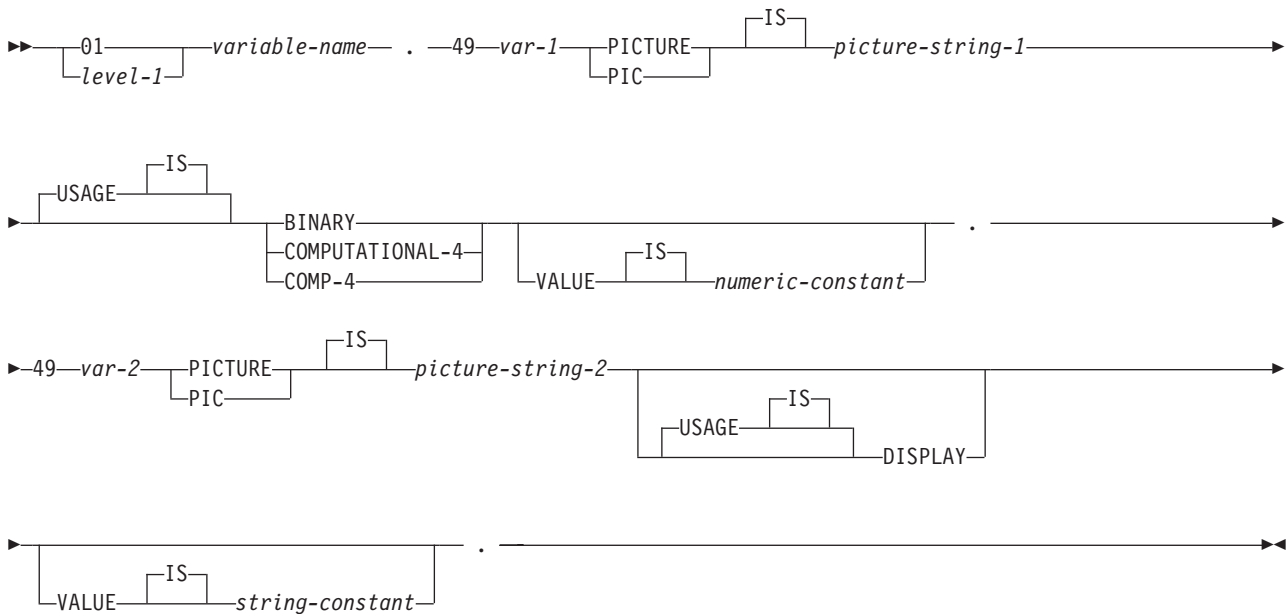 IS
01 variable-name . 49 var-1 PICTURE picture-string-1
level-1 PIC
IS
USAGE
BINARY .
COMPUTATIONAL-4 IS
COMP-4 VALUE numeric-constant
IS
49 var-2 PICTURE picture-string-2
PIC IS
USAGE
DISPLAY
.
IS
VALUE string-constant